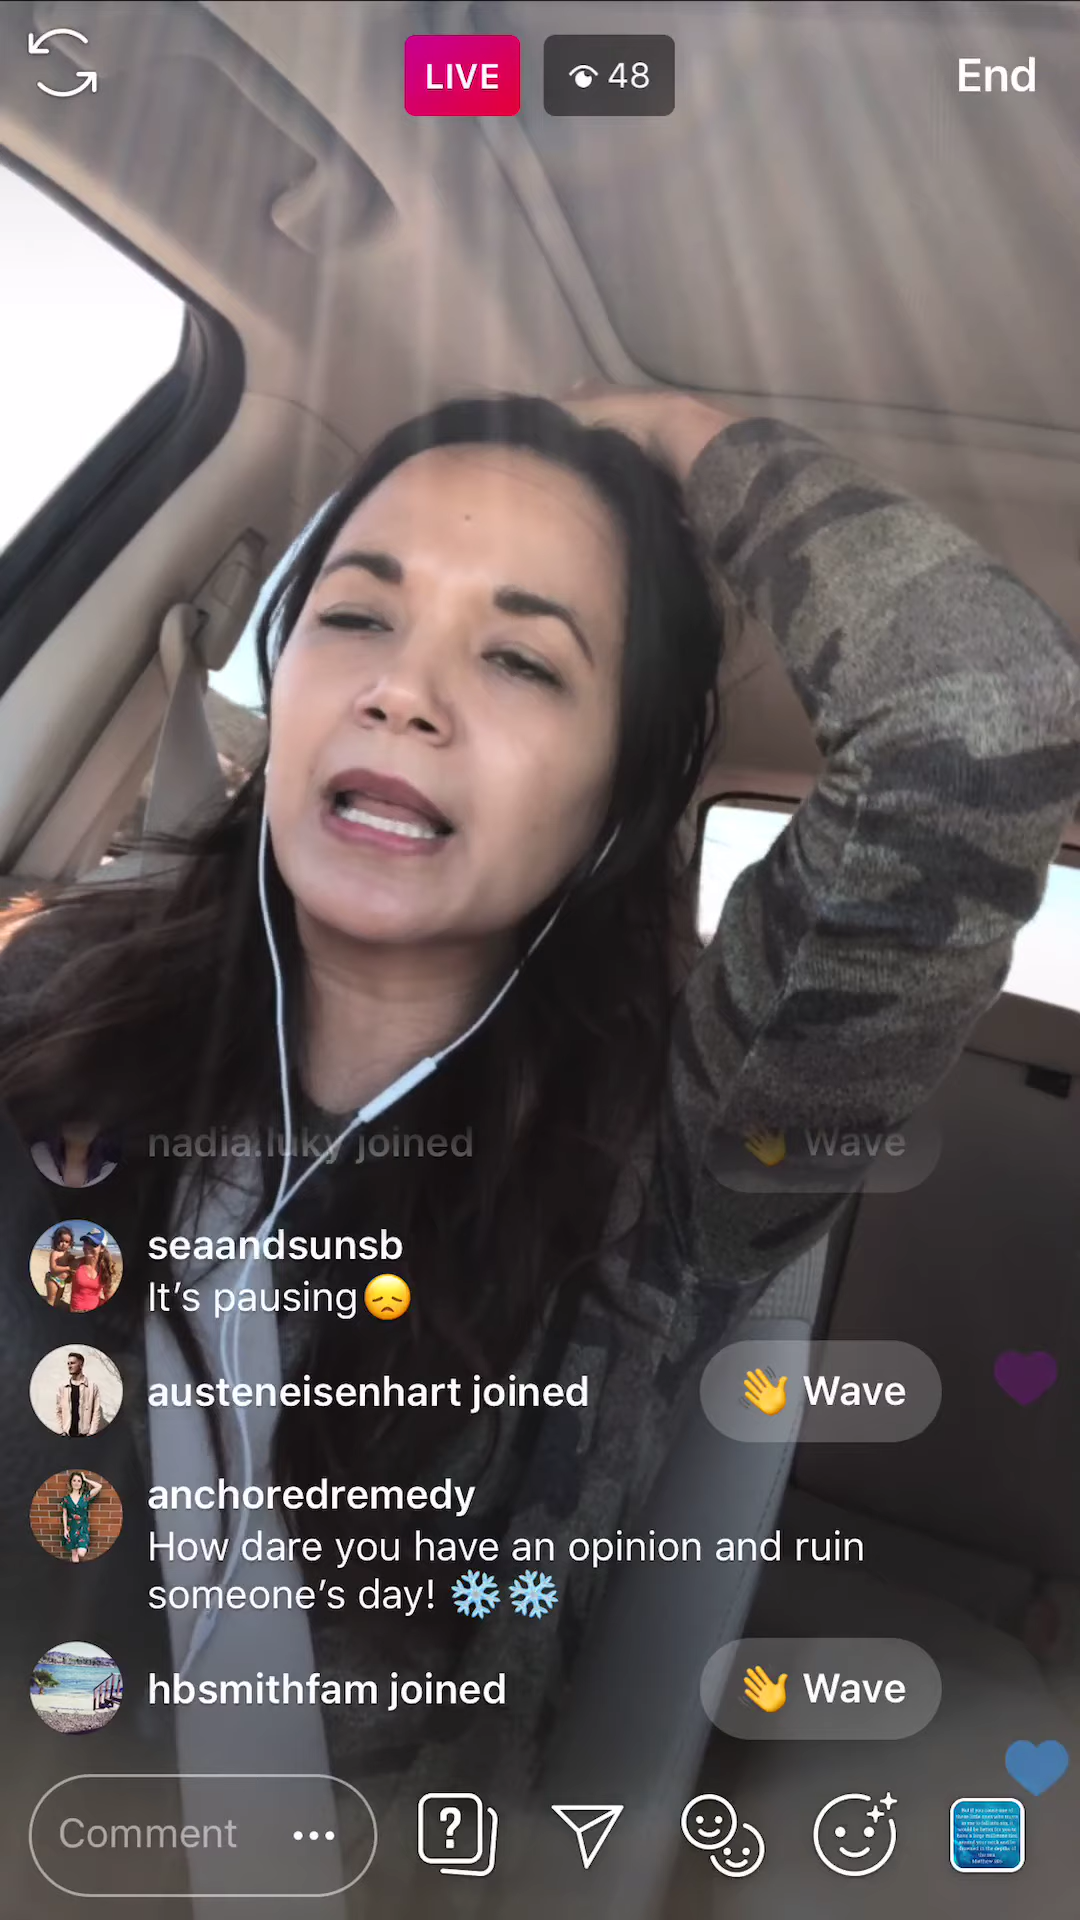 LIVE
48
End
nadia.luky joined
Wave
seaandsunsb
It's pausing😞
austeneisenhart joined
👋 Wave
anchoredremedy
How dare you have an opinion and ruin
someone's day! ❄️❄️
hbsmithfam joined
👋 Wave
Comment